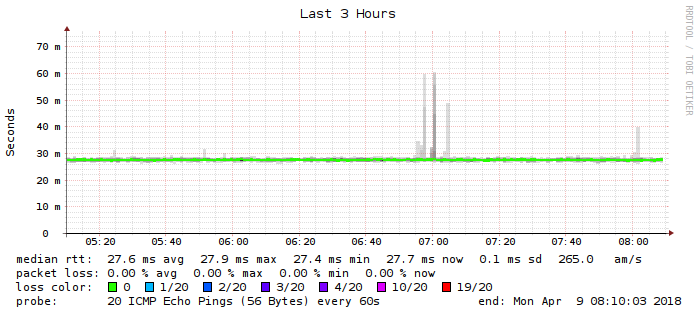 Last 3 Hours
RRDTOOL / TOBI OETIKER
Seconds
70 m
60 m
50 m
40 m
30 m
20 m
10 m
0
05:20 05:40 06:00 06:20 06:40 07:00 07:20 07:40 08:00
median rtt: 27.6 ms avg 27.9 ms max 27.4 ms min 27.7 ms now 0.1 ms sd 265.0 am/s
packet loss: 0.00 % avg 0.00 % max 0.00 % min 0.00 % now
loss color: 0 1/20 2/20 3/20 4/20 10/20 19/20
probe: 20 ICMP Echo Pings (56 Bytes) every 60s end: Mon Apr 9 08:10:03 2018